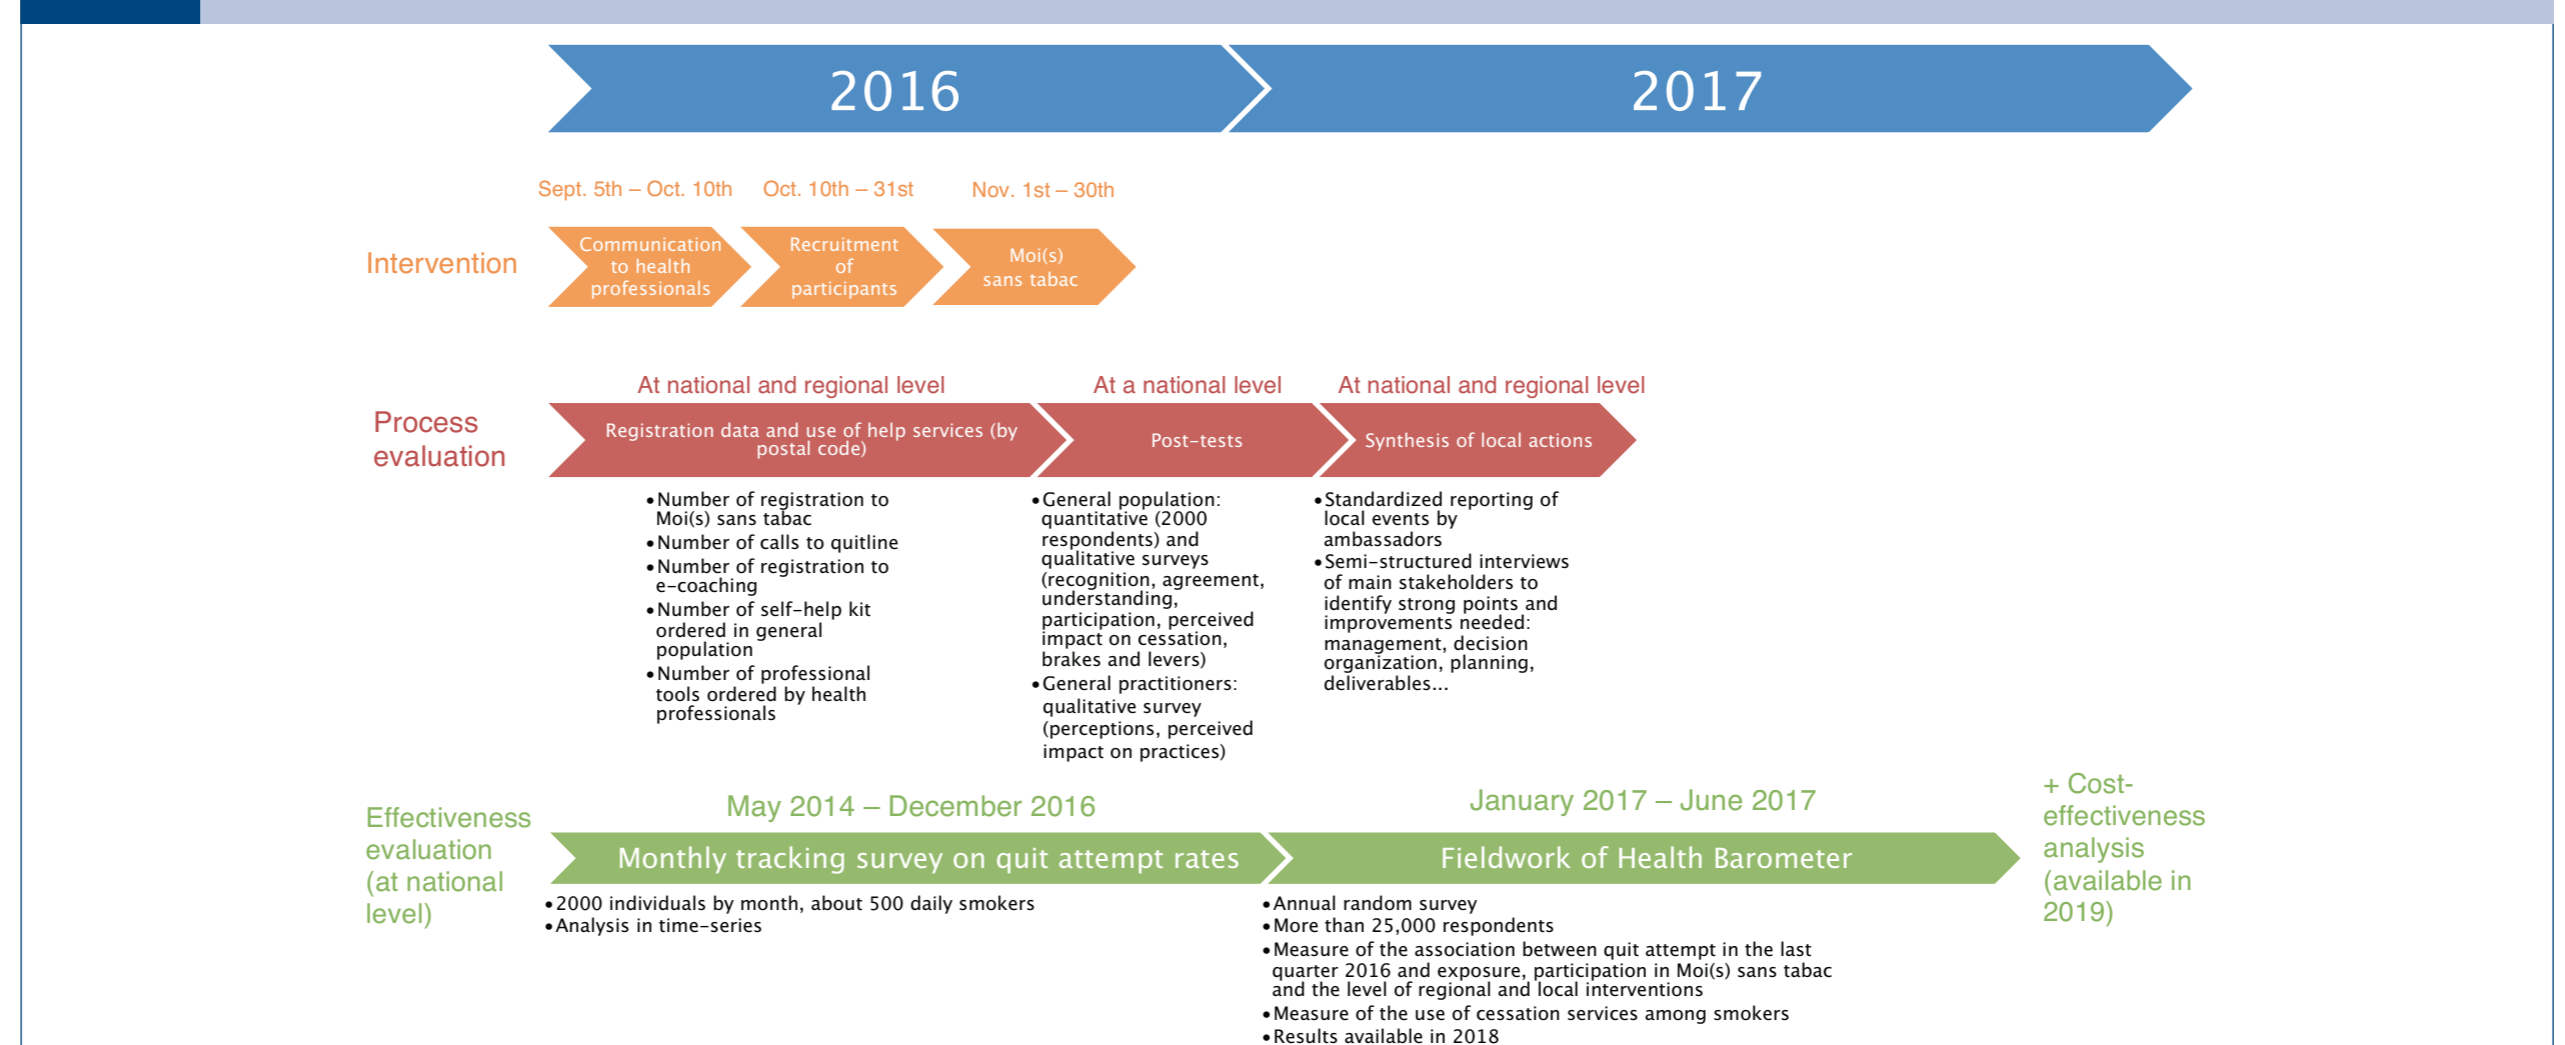 2016
2017
Sept. 5th – Oct. 10th
Oct. 10th – 31st
Nov. 1st – 30th
Intervention
Communication
to health
professionals
Recruitment
of
participants
Moi(s)
sans tabac
At national and regional level
At a national level
At national and regional level
Process
evaluation
Registration data and use of help services (by
postal code)
Post-tests
Synthesis of local actions
•Number of registration to
Moi(s) sans tabac
•Number of calls to quitline
•Number of registration to
e-coaching
•Number of self-help kit
ordered in general
population
•Number of professional
tools ordered by health
professionals
•General population:
quantitative (2000
respondents) and
qualitative surveys
(recognition, agreement,
understanding,
participation, perceived
impact on cessation,
brakes and levers)
•General practitioners:
qualitative survey
(perceptions, perceived
impact on practices)
•Standardized reporting of
local events by
ambassadors
•Semi-structured interviews
of main stakeholders to
identify strong points and
improvements needed:
management, decision
organization, planning,
deliverables...
Effectiveness
evaluation
(at national
level)
May 2014 – December 2016
January 2017 – June 2017
Monthly tracking survey on quit attempt rates
Fieldwork of Health Barometer
+ Cost-
effectiveness
analysis
(available in
2019)
•2000 individuals by month, about 500 daily smokers
•Analysis in time-series
•Annual random survey
•More than 25,000 respondents
•Measure of the association between quit attempt in the last
quarter 2016 and exposure, participation in Moi(s) sans tabac
and the level of regional and local interventions
•Measure of the use of cessation services among smokers
•Results available in 2018